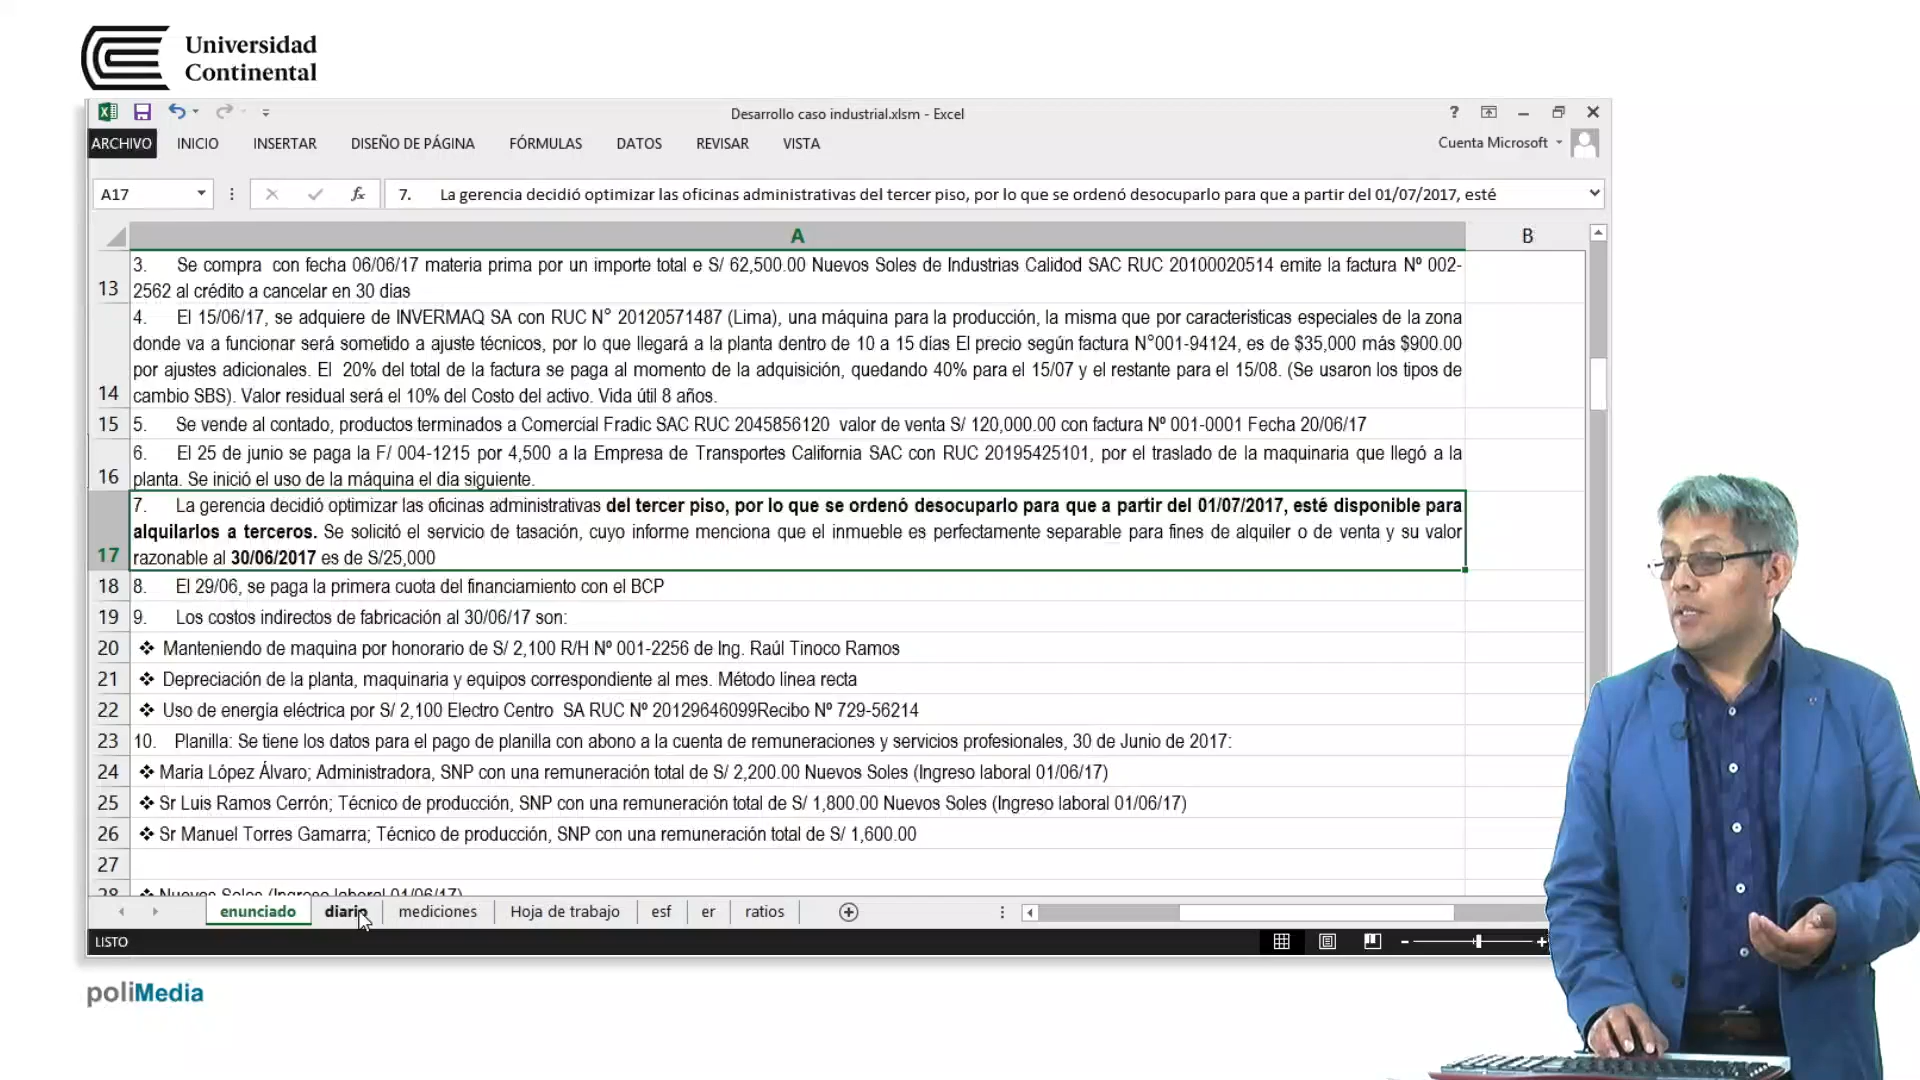 Universidad
Continental
Desarrollo caso industrial.xlsm - Excel
?
ARCHIVO INICIO INSERTAR DISEÑO DE PÁGINA FÓRMULAS DATOS REVISAR VISTA
Cuenta Microsoft
A17
fx
7. La gerencia decidió optimizar las oficinas administrativas del tercer piso, por lo que se ordenó desocuparlo para que a partir del 01/07/2017, esté
A B
3. Se compra con fecha 06/06/17 materia prima por un importe total e S/ 62,500.00 Nuevos Soles de Industrias Calidod SAC RUC 20100020514 emite la factura Nº 002-
13 2562 al crédito a cancelar en 30 dias
4. El 15/06/17, se adquiere de INVERMAQ SA con RUC N° 20120571487 (Lima), una máquina para la producción, la misma que por características especiales de la zona
donde va a funcionar será sometido a ajuste técnicos, por lo que llegará a la planta dentro de 10 a 15 días El precio según factura N°001-94124, es de $35,000 más $900.00
por ajustes adicionales. El 20% del total de la factura se paga al momento de la adquisición, quedando 40% para el 15/07 y el restante para el 15/08. (Se usaron los tipos de
14 cambio SBS). Valor residual será el 10% del Costo del activo. Vida útil 8 años.
15 5. Se vende al contado, productos terminados a Comercial Fradic SAC RUC 2045856120 valor de venta S/ 120,000.00 con factura Nº 001-0001 Fecha 20/06/17
6. El 25 de junio se paga la F/ 004-1215 por 4,500 a la Empresa de Transportes California SAC con RUC 20195425101, por el traslado de la maquinaria que llegó a la
16 planta. Se inició el uso de la máquina el día siguiente.
7. La gerencia decidió optimizar las oficinas administrativas del tercer piso, por lo que se ordenó desocuparlo para que a partir del 01/07/2017, esté disponible para
alquilarlos a terceros. Se solicitó el servicio de tasación, cuyo informe menciona que el inmueble es perfectamente separable para fines de alquiler o de venta y su valor
17 razonable al 30/06/2017 es de S/25,000
18 8. El 29/06, se paga la primera cuota del financiamiento con el BCP
19 9. Los costos indirectos de fabricación al 30/06/17 son:
20 ❖ Manteniendo de maquina por honorario de S/ 2,100 R/H Nº 001-2256 de Ing. Raúl Tinoco Ramos
21 ❖ Depreciación de la planta, maquinaria y equipos correspondiente al mes. Método línea recta
22 ❖ Uso de energía eléctrica por S/ 2,100 Electro Centro SA RUC Nº 20129646099Recibo Nº 729-56214
23 10. Planilla: Se tiene los datos para el pago de planilla con abono a la cuenta de remuneraciones y servicios profesionales, 30 de Junio de 2017:
24 ❖ Maria López Álvaro; Administradora, SNP con una remuneración total de S/ 2,200.00 Nuevos Soles (Ingreso laboral 01/06/17)
25 ❖ Sr Luis Ramos Cerrón; Técnico de producción, SNP con una remuneración total de S/ 1,800.00 Nuevos Soles (Ingreso laboral 01/06/17)
26 ❖ Sr Manuel Torres Gamarra; Técnico de producción, SNP con una remuneración total de S/ 1,600.00
27
28 ❖ Nuevos Soles (Ingreso laboral 01/06/17)
enunciado diario mediciones Hoja de trabajo esf er ratios
LISTO
poliMedia